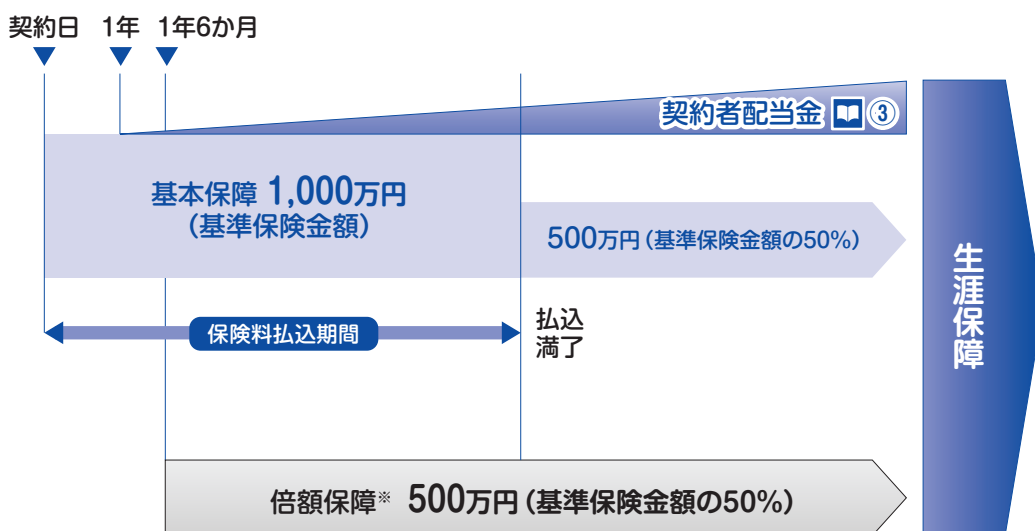 契約日 1年 1年6か月
契約者配当金 ③
基本保障 1,000万円
（基準保険金額）
500万円（基準保険金額の50％）
保険料払込期間
払込
満了
生涯保障
倍額保障※ 500万円（基準保険金額の50％）